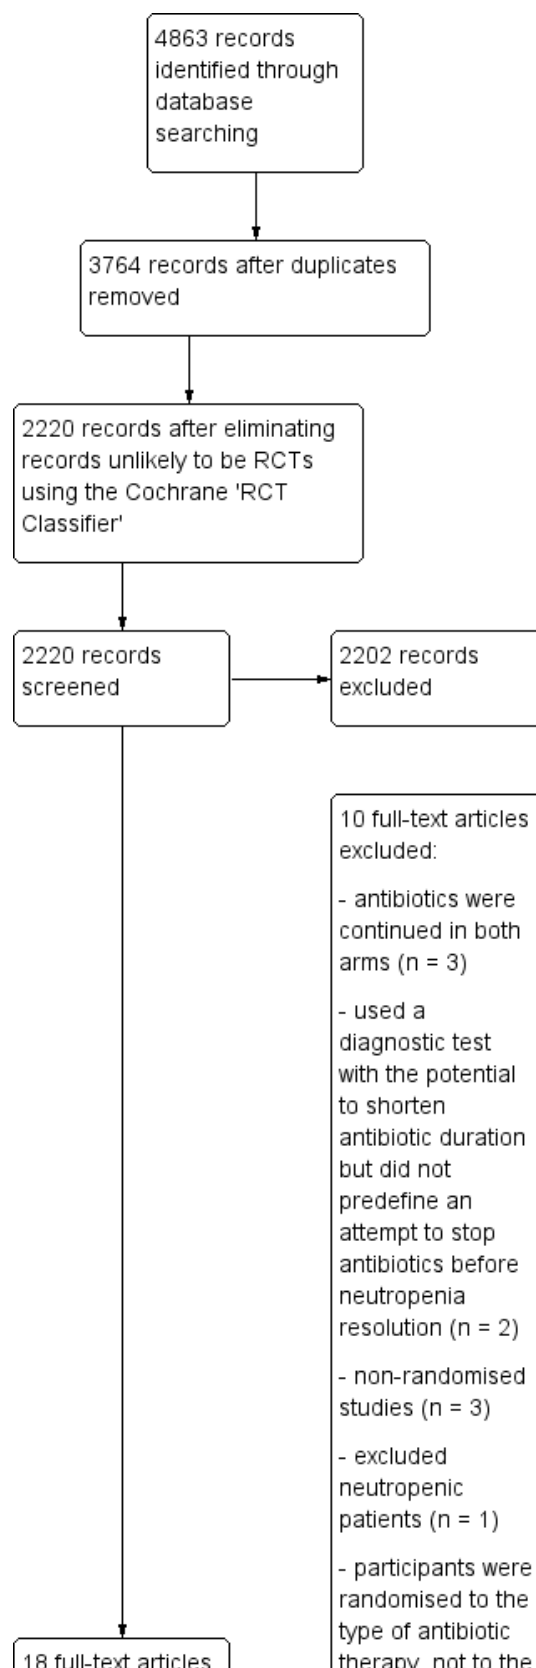 4863 records
identified through
database
searching
3764 records after duplicates
removed
2220 records after eliminating
records unlikely to be RCTs
using the Cochrane 'RCT
Classifier'
2220 records
screened
2202 records
excluded
10 full-text articles
excluded:
- antibiotics were
continued in both
arms (n = 3)
- used a
diagnostic test
with the potential
to shorten
antibiotic duration
but did not
predefine an
attempt to stop
antibiotics before
neutropenia
resolution (n = 2)
- non-randomised
studies (n = 3)
- excluded
neutropenic
patients (n = 1)
- participants were
randomised to the
type of antibiotic
therapy, not to the
18 full-text articles